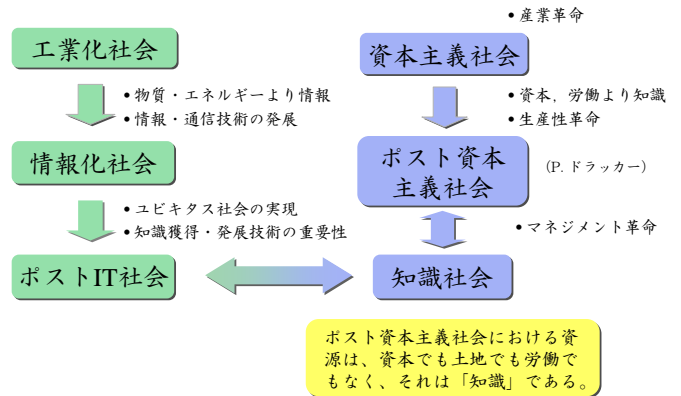 •産業革命
工業化社会
資本主義社会
•物質・エネルギーより情報
•情報・通信技術の発展
•資本，労働より知識
•生産性革命
情報化社会
ポスト資本
主義社会
(P. ドラッカー)
•ユビキタス社会の実現
•知識獲得・発展技術の重要性
•マネジメント革命
ポストIT社会
知識社会
ポスト資本主義社会における資
源は、資本でも土地でも労働で
もなく、それは「知識」である。